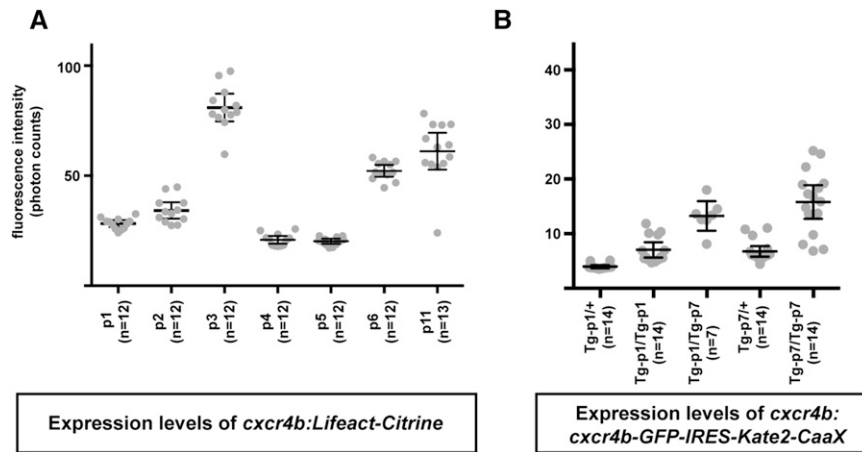 A
fluorescence intensity
(photon counts)
100
50
p1
(n=12)
p2
(n=12)
p3
(n=12)
p4
(n=12)
p5
(n=12)
p6
(n=12)
p11
(n=13)
Expression levels of cxcr4b:Lifeact-Citrine
B
40
30
20
10
Tg-p1/+
(n=14)
Tg-p1/Tg-p1
(n=14)
Tg-p1/Tg-p7
(n=7)
Tg-p7/+
(n=14)
Tg-p7/Tg-p7
(n=14)
Expression levels of cxcr4b:
cxcr4b-GFP-IRES-Kate2-CaaX